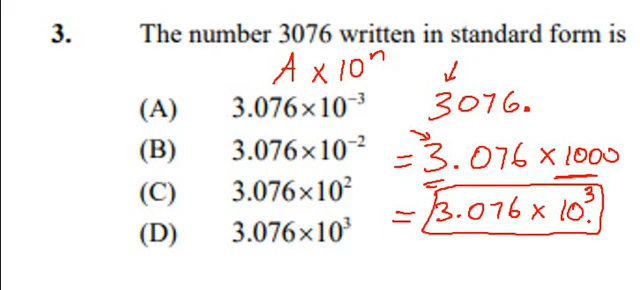 3. The number 3076 written in standard form is
A × 10ⁿ
(A) 3.076×10⁻³ 3076.
(B) 3.076×10⁻² = 3.076 × 1000
(C) 3.076×10²
(D) 3.076×10³ = 3.076 × 10³.